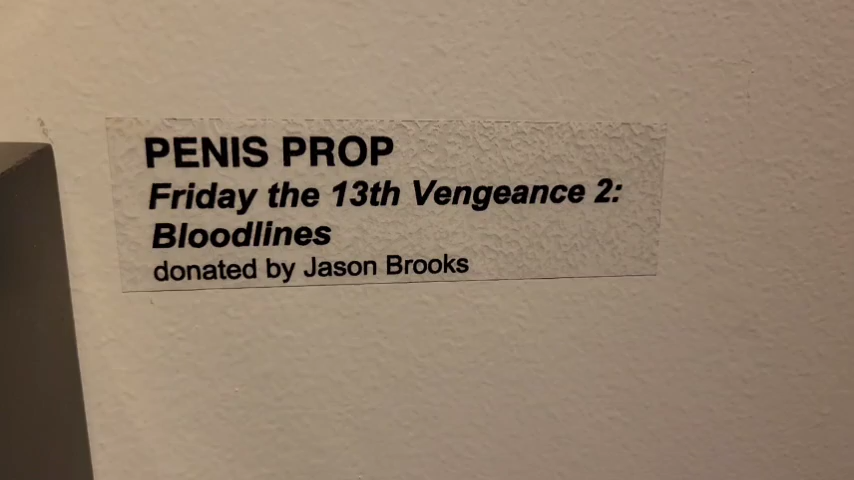 PENIS PROP
Friday the 13th Vengeance 2:
Bloodlines
donated by Jason Brooks